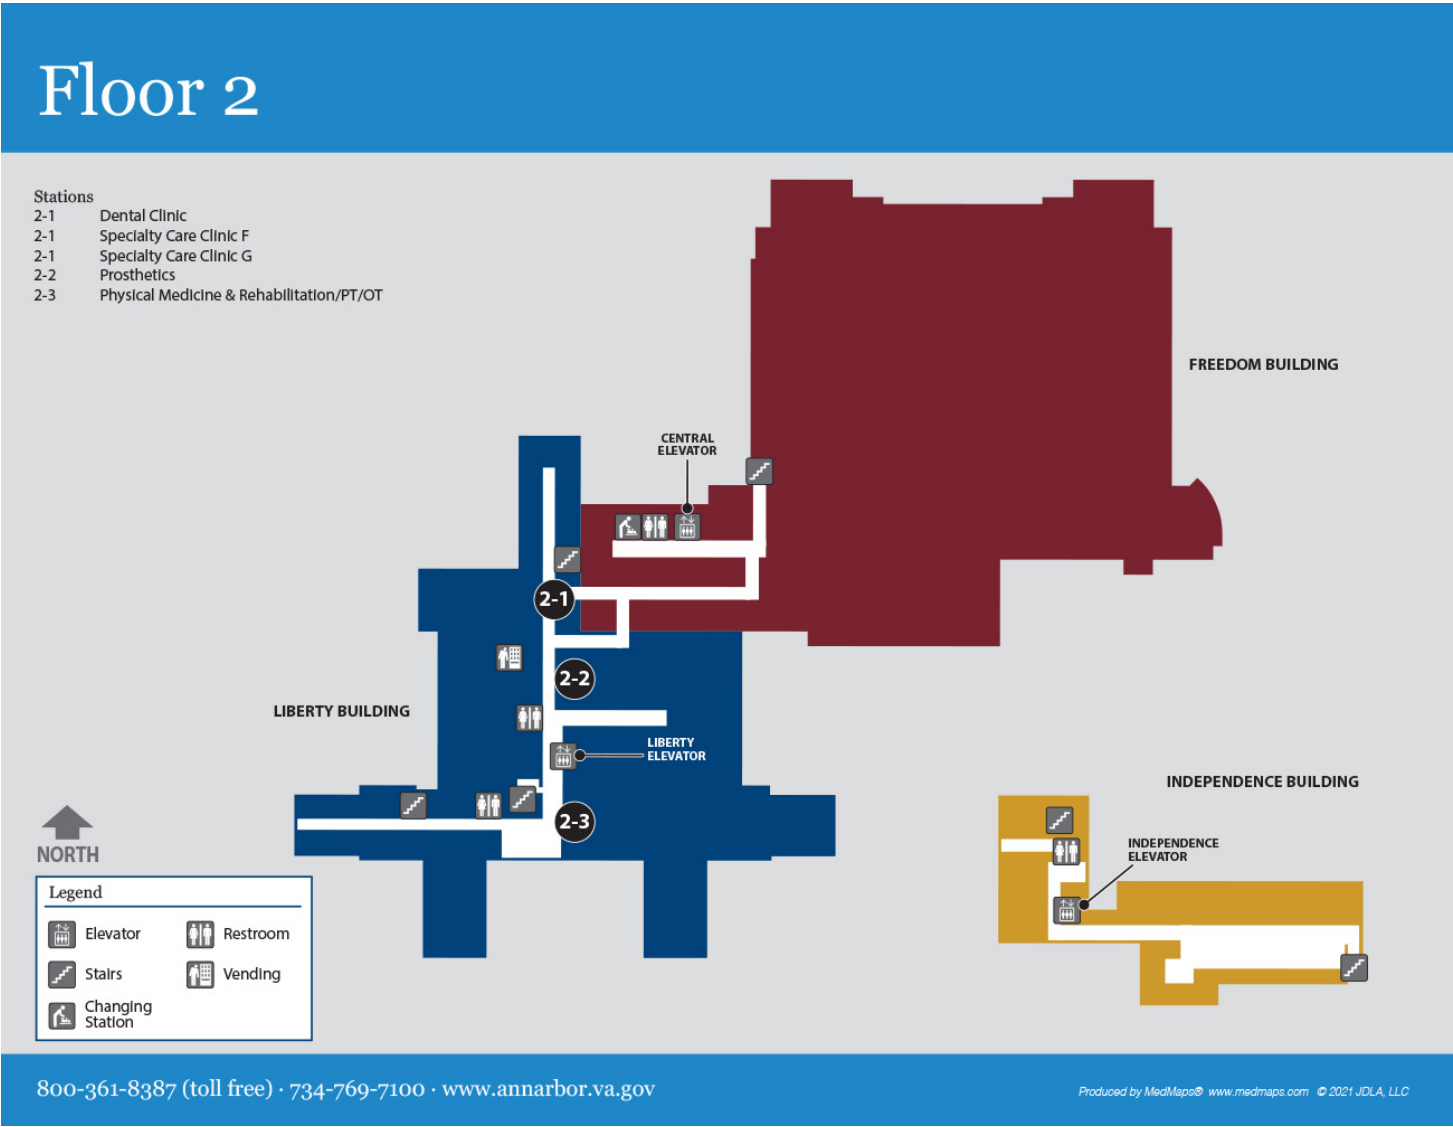 Floor 2
Stations
2-1 Dental Clinic
2-1 Specialty Care Clinic F
2-1 Specialty Care Clinic G
2-2 Prosthetics
2-3 Physical Medicine & Rehabilitation/PT/OT
FREEDOM BUILDING
CENTRAL
ELEVATOR
2-1
2-2
LIBERTY BUILDING
LIBERTY
ELEVATOR
2-3
INDEPENDENCE BUILDING
INDEPENDENCE
ELEVATOR
NORTH
Legend
Elevator
Restroom
Stairs
Vending
Changing
Station
800-361-8387 (toll free) · 734-769-7100 · www.annarbor.va.gov
Produced by MedMaps® www.medmaps.com © 2021 JDLA, LLC